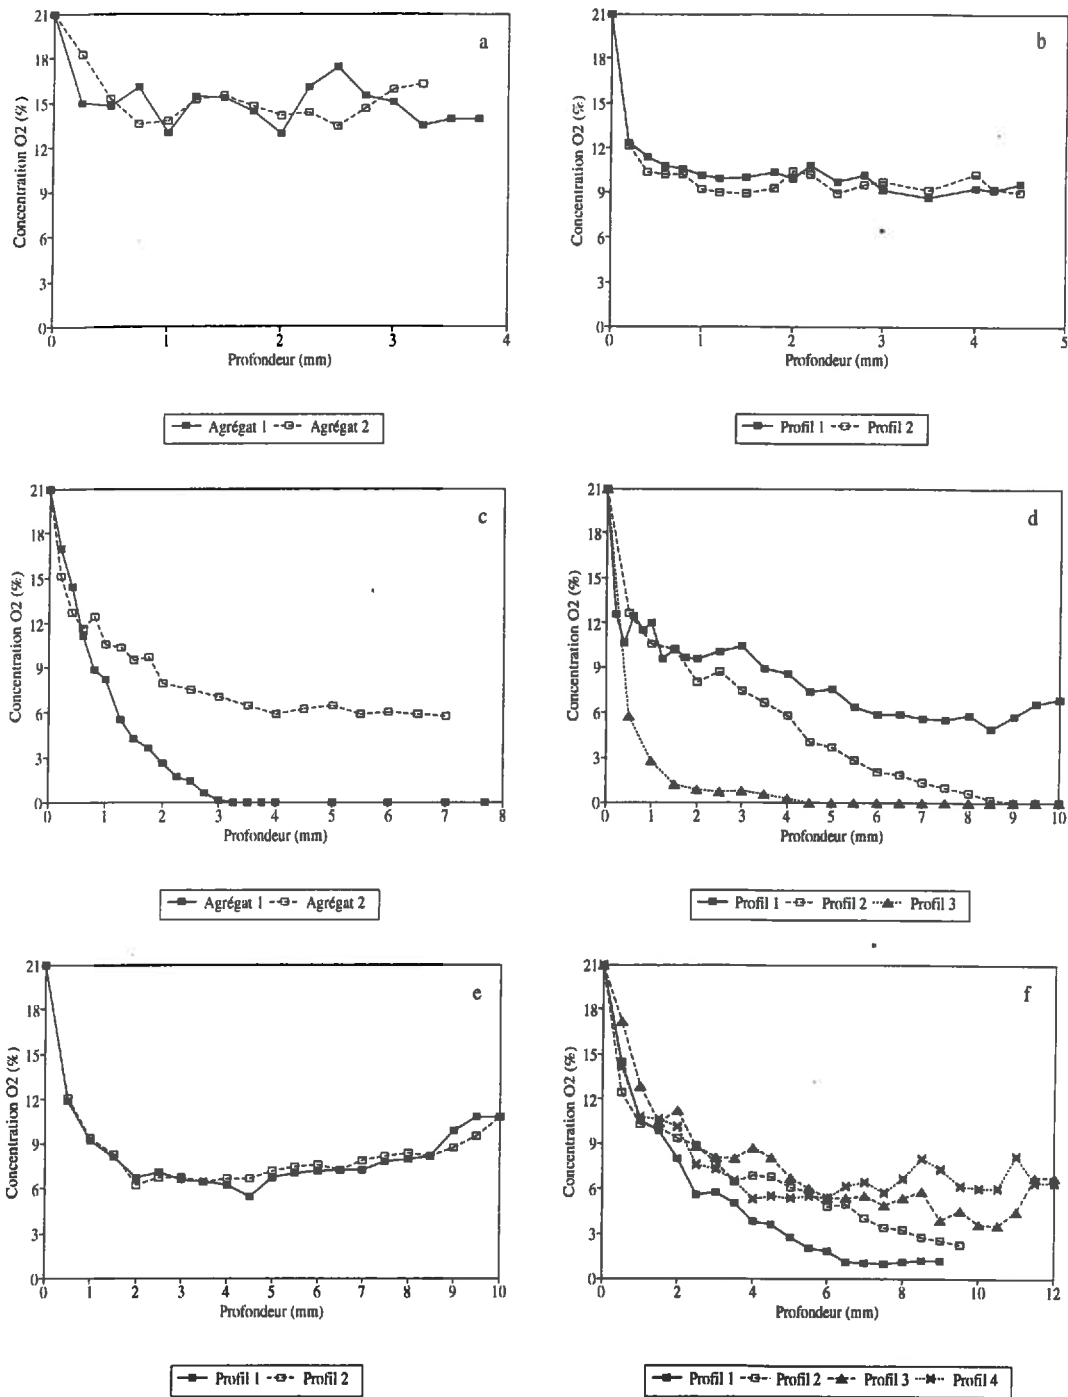 a
Concentration O2 (%)
21
18
15
12
9
6
3
0
0 1 2 3 4
Profondeur (mm)
Agrégat 1 Agrégat 2
b
Concentration O2 (%)
21
18
15
12
9
6
3
0
0 1 2 3 4 5
Profondeur (mm)
Profil 1 Profil 2
c
Concentration O2 (%)
21
18
15
12
9
6
3
0
0 1 2 3 4 5 6 7 8
Profondeur (mm)
Agrégat 1 Agrégat 2
d
Concentration O2 (%)
21
18
15
12
9
6
3
0
0 1 2 3 4 5 6 7 8 9 10
Profondeur (mm)
Profil 1 Profil 2 Profil 3
e
Concentration O2 (%)
21
18
15
12
9
6
3
0
0 1 2 3 4 5 6 7 8 9 10
Profondeur (mm)
Profil 1 Profil 2
f
Concentration O2 (%)
21
18
15
12
9
6
3
0
0 2 4 6 8 10 12
Profondeur (mm)
Profil 1 Profil 2 Profil 3 Profil 4